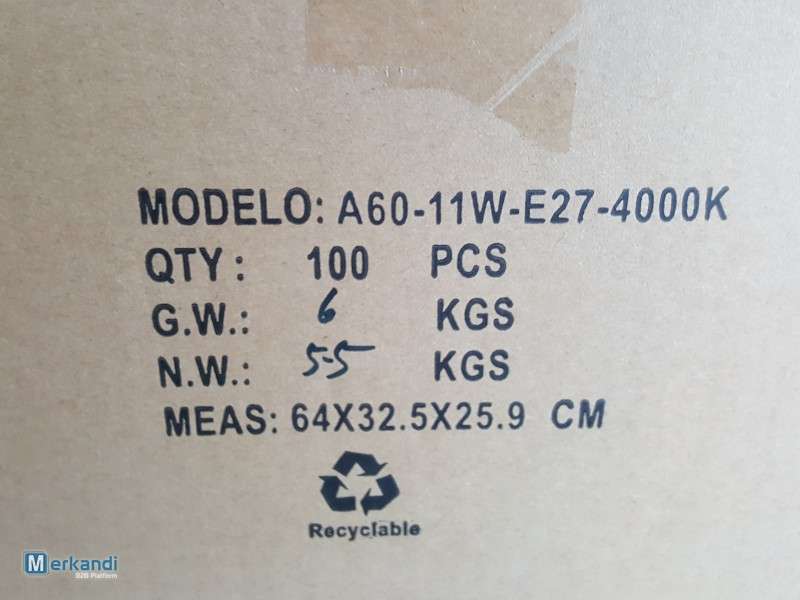 MODELO: A60-11W-E27-4000K
QTY: 100 PCS
G.W.: 6 KGS
N.W.: 5.5 KGS
MEAS: 64X32.5X25.9 CM
Recyclable
Merkandi
B2B Platform